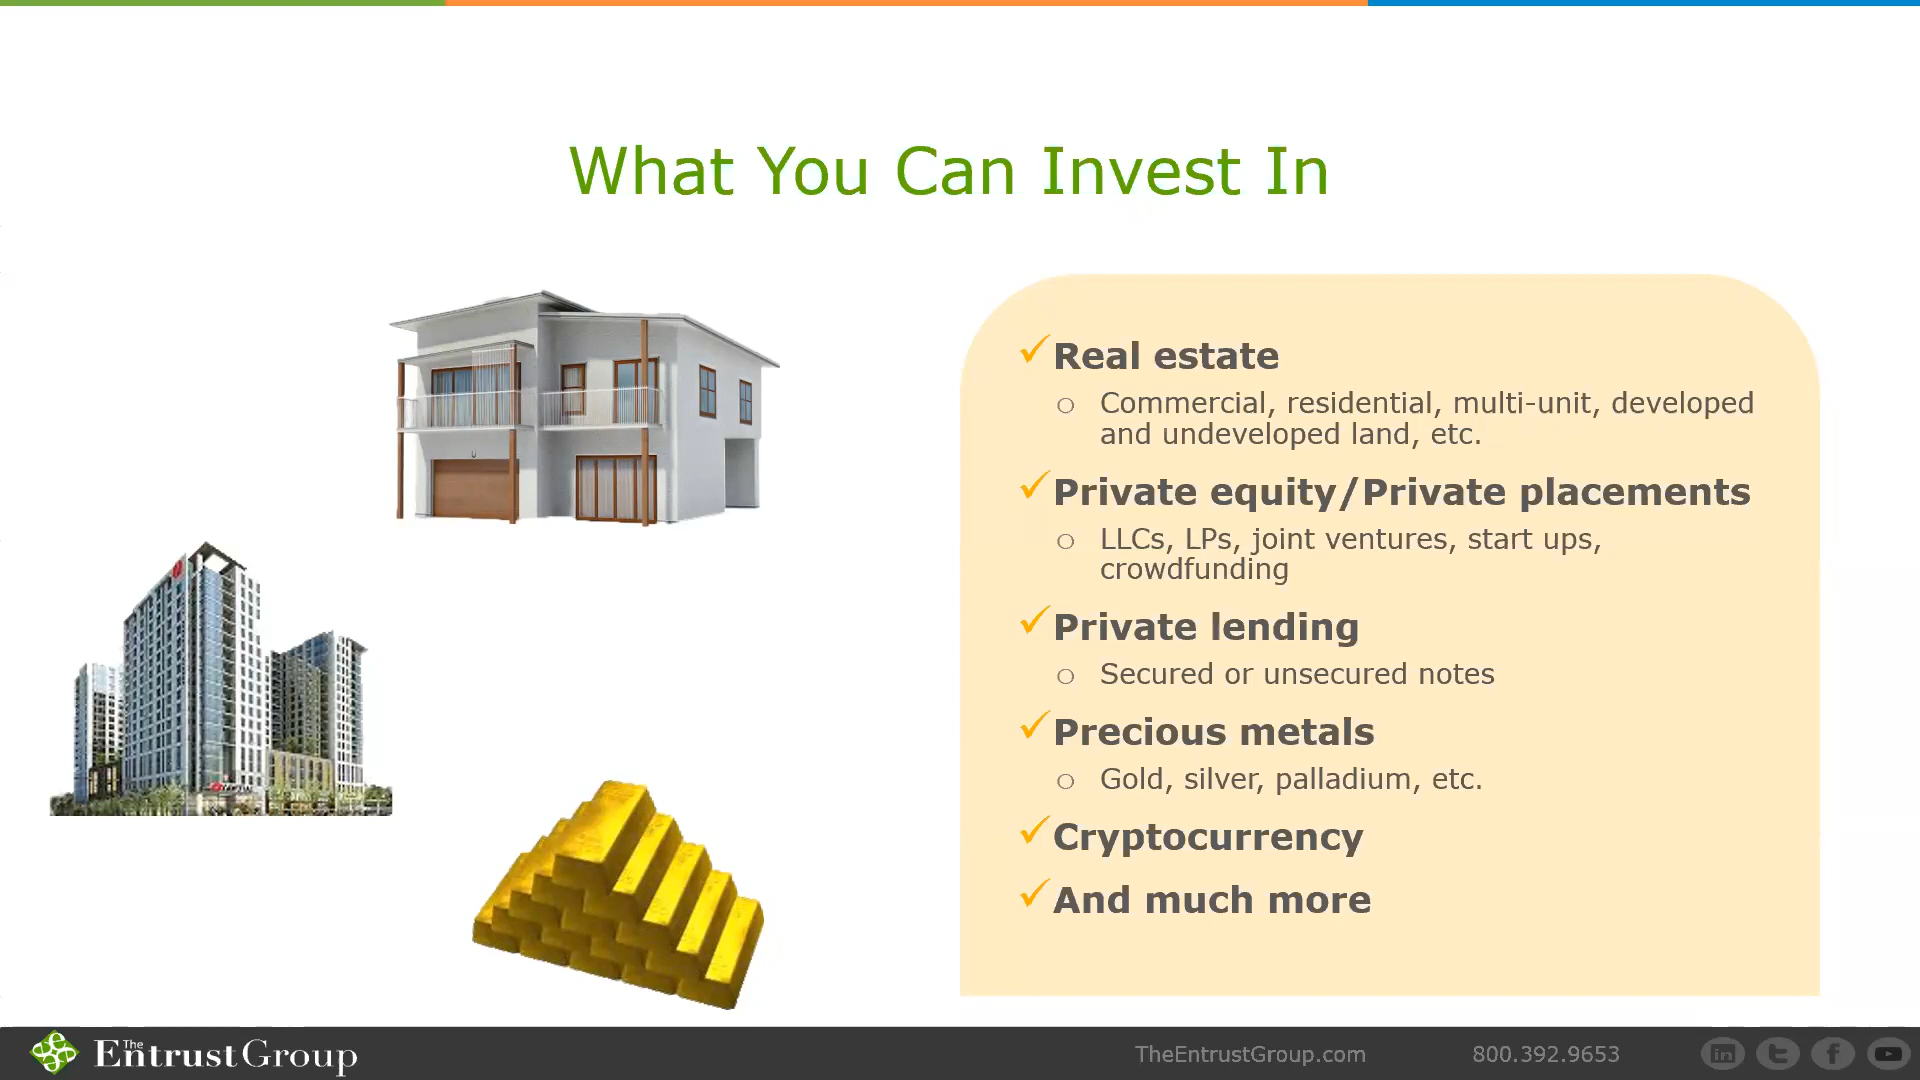 What You Can Invest In
Real estate
Commercial, residential, multi-unit, developed
and undeveloped land, etc.
Private equity/Private placements
LLCs, LPs, joint ventures, start ups,
crowdfunding
Private lending
Secured or unsecured notes
Precious metals
Gold, silver, palladium, etc.
Cryptocurrency
And much more
The EntrustGroup
TheEntrustGroup.com
800.392.9653